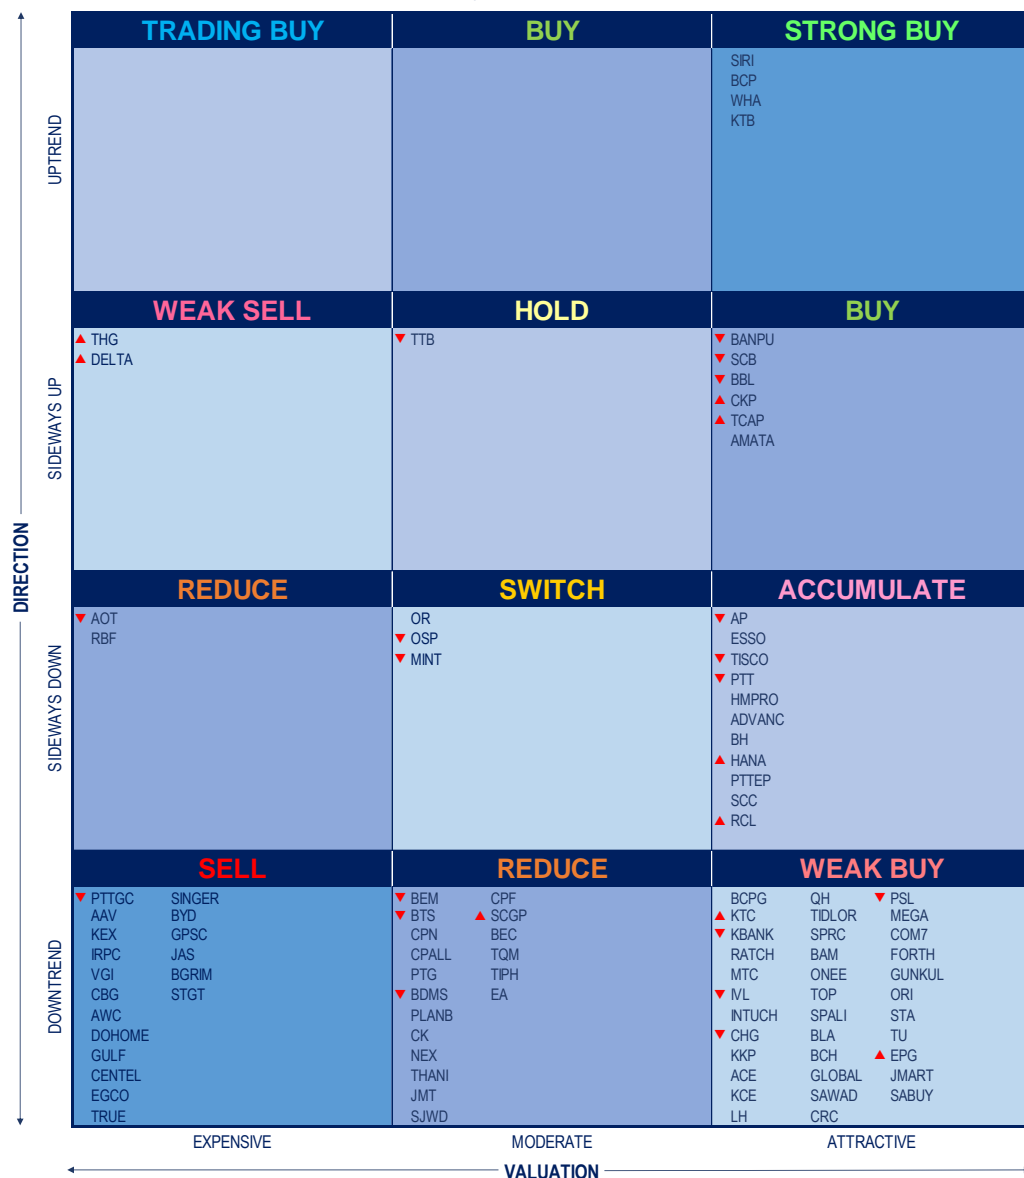 TRADING BUY
BUY
STRONG BUY
UPTREND
SIRI
BCP
WHA
KTB
WEAK SELL
HOLD
BUY
SIDEWAYS UP
▲ THG
▲ DELTA
▼ TTB
▼ BANPU
▼ SCB
▼ BBL
▲ CKP
▲ TCAP
AMATA
DIRECTION
REDUCE
SWITCH
ACCUMULATE
SIDEWAYS DOWN
▼ AOT
RBF
OR
▼ OSP
▼ MINT
▼ AP
ESSO
▼ TISCO
▼ PTT
HMPRO
ADVANC
BH
▲ HANA
PTTEP
SCC
▲ RCL
SELL
REDUCE
WEAK BUY
DOWNTREND
▼ PTTGC SINGER
AAV BYD
KEX GPSC
IRPC JAS
VGI BGRIM
CBG STGT
AWC
DOHOME
GULF
CENTEL
EGCO
TRUE
▼ BEM CPF
▼ BTS ▲ SCGP
CPN BEC
CPALL TQM
PTG TIPH
▼ BDMS EA
PLANB
CK
NEX
THANI
JMT
SJWD
BCPG QH ▼ PSL
▲ KTC TIDLOR MEGA
▼ KBANK SPRC COM7
RATCH BAM FORTH
MTC ONEE GUNKUL
▼ IVL TOP ORI
INTUCH SPALI STA
▼ CHG BLA TU
KKP BCH ▲ EPG
ACE GLOBAL JMART
KCE SAWAD SABUY
LH CRC
EXPENSIVE
MODERATE
ATTRACTIVE
VALUATION